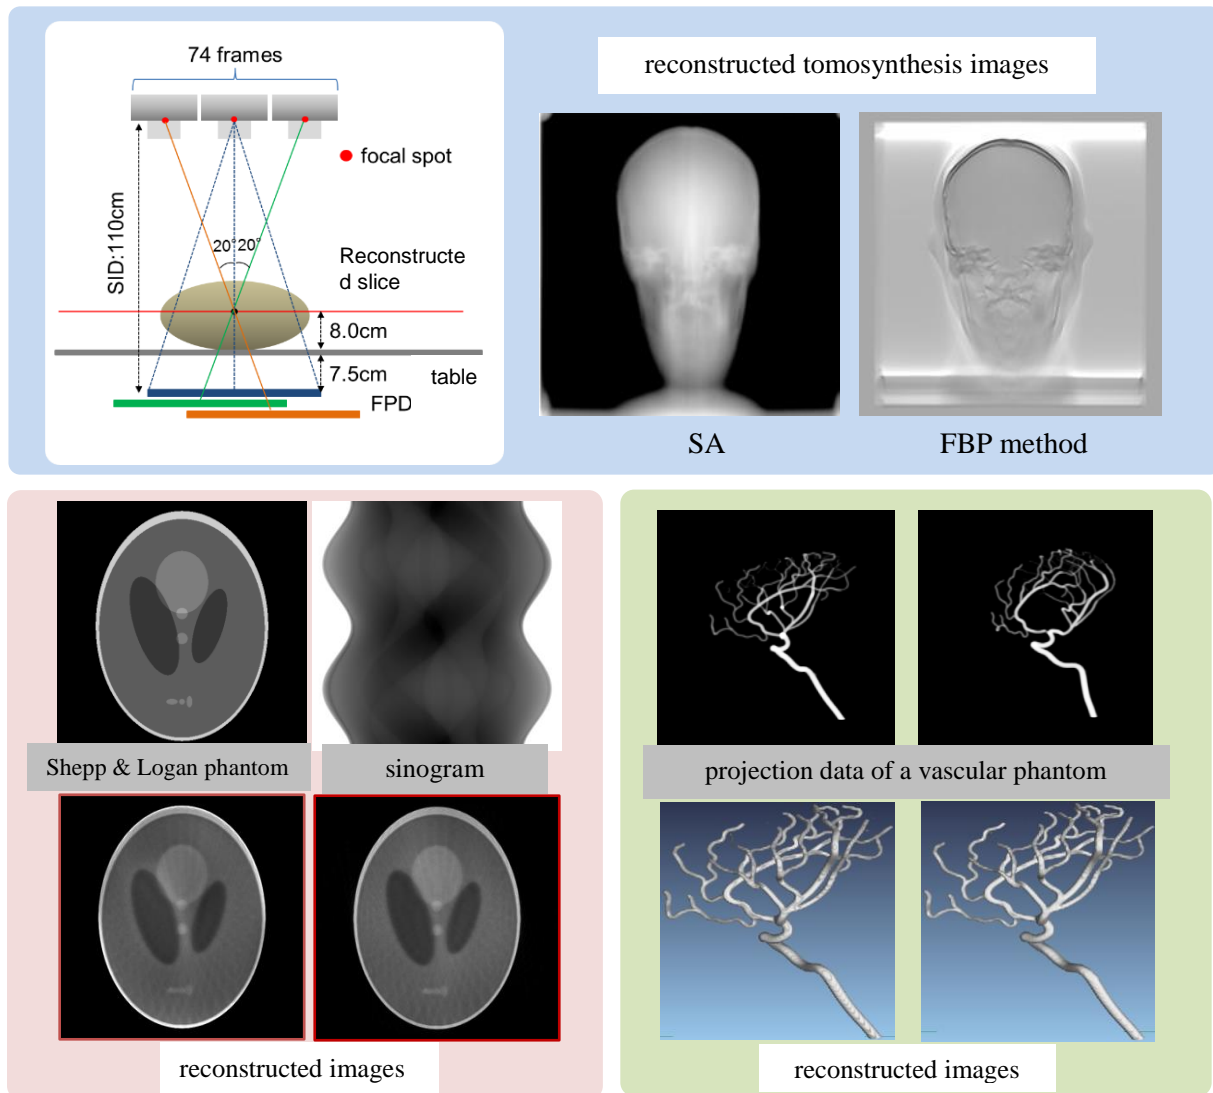 74 frames
focal spot
SID:110cm
20° 20°
Reconstructe
d slice
8.0cm
7.5cm
table
FPD
reconstructed tomosynthesis images
SA
FBP method
Shepp & Logan phantom
sinogram
reconstructed images
projection data of a vascular phantom
reconstructed images